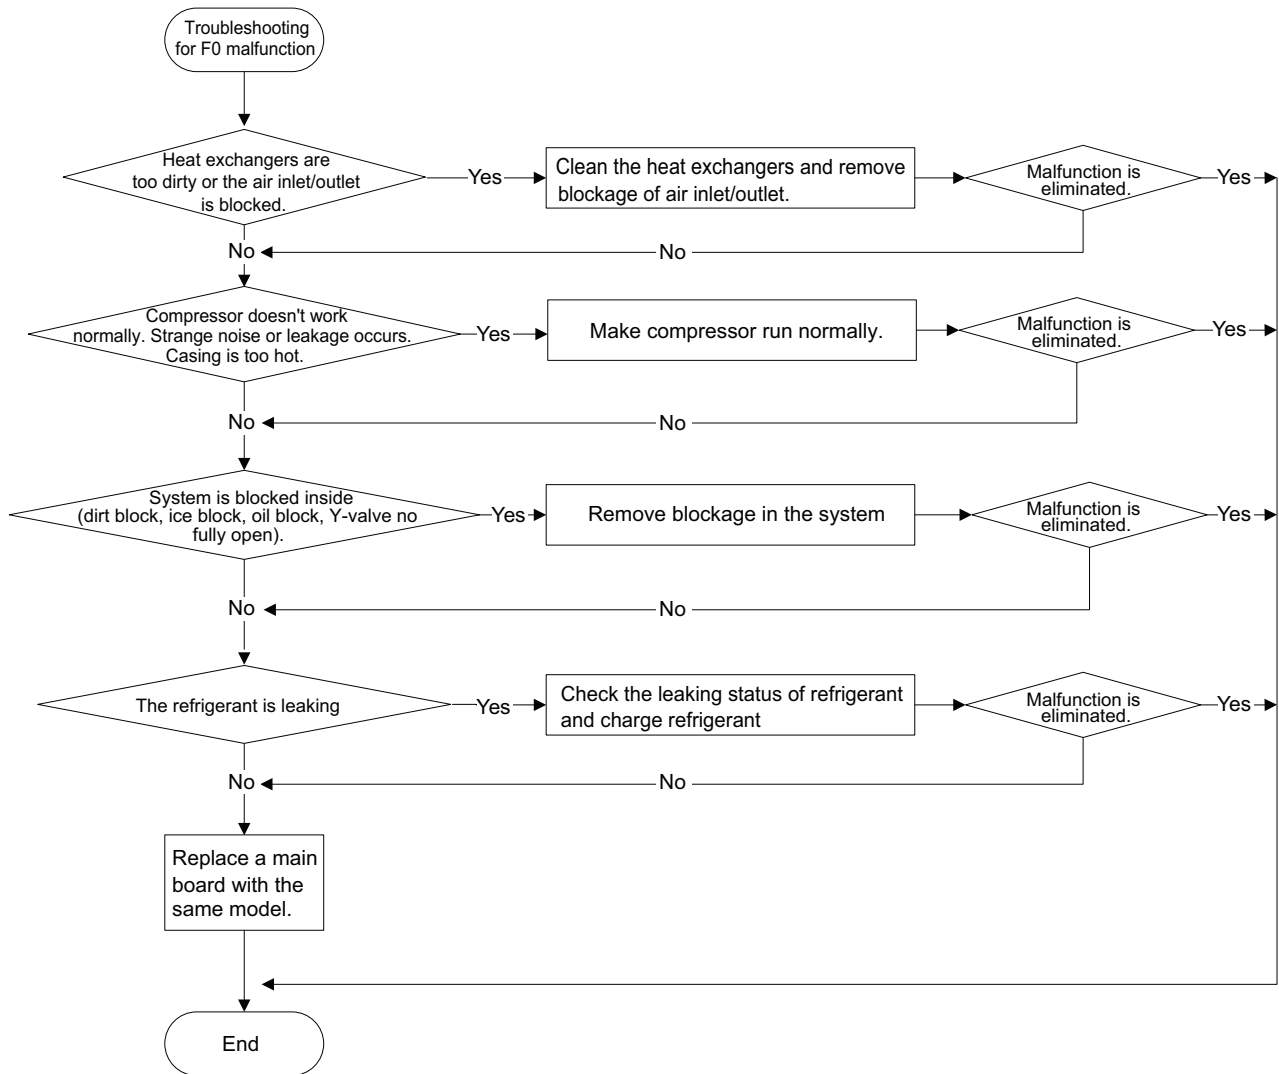 Troubleshooting
for F0 malfunction
Heat exchangers are
too dirty or the air inlet/outlet
is blocked.
Yes
Clean the heat exchangers and remove
blockage of air inlet/outlet.
Malfunction is
eliminated.
Yes
No
No
Compressor doesn't work
normally. Strange noise or leakage occurs.
Casing is too hot.
Yes
Make compressor run normally.
Malfunction is
eliminated.
Yes
No
No
System is blocked inside
(dirt block, ice block, oil block, Y-valve no
fully open).
Yes
Remove blockage in the system
Malfunction is
eliminated.
Yes
No
No
The refrigerant is leaking
Yes
Check the leaking status of refrigerant
and charge refrigerant
Malfunction is
eliminated.
Yes
No
No
Replace a main
board with the
same model.
End